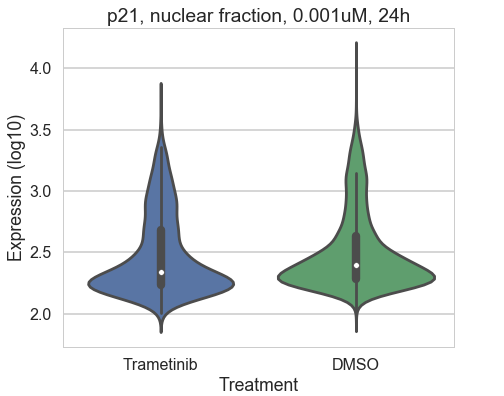 p21, nuclear fraction, 0.001uM, 24h
Expression (log10)
4.0
3.5
3.0
2.5
2.0
Trametinib
DMSO
Treatment